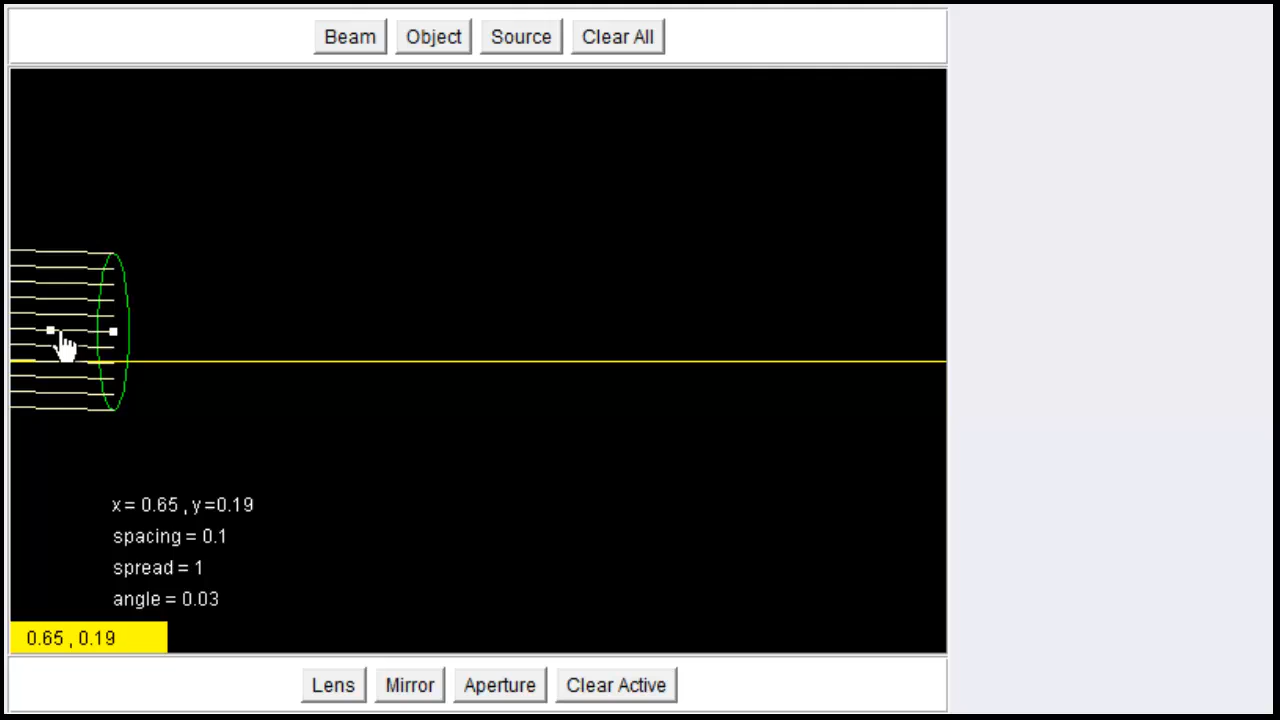 Beam Object Source Clear All
x = 0.65 , y =0.19
spacing = 0.1
spread = 1
angle = 0.03
0.65 , 0.19
Lens Mirror Aperture Clear Active